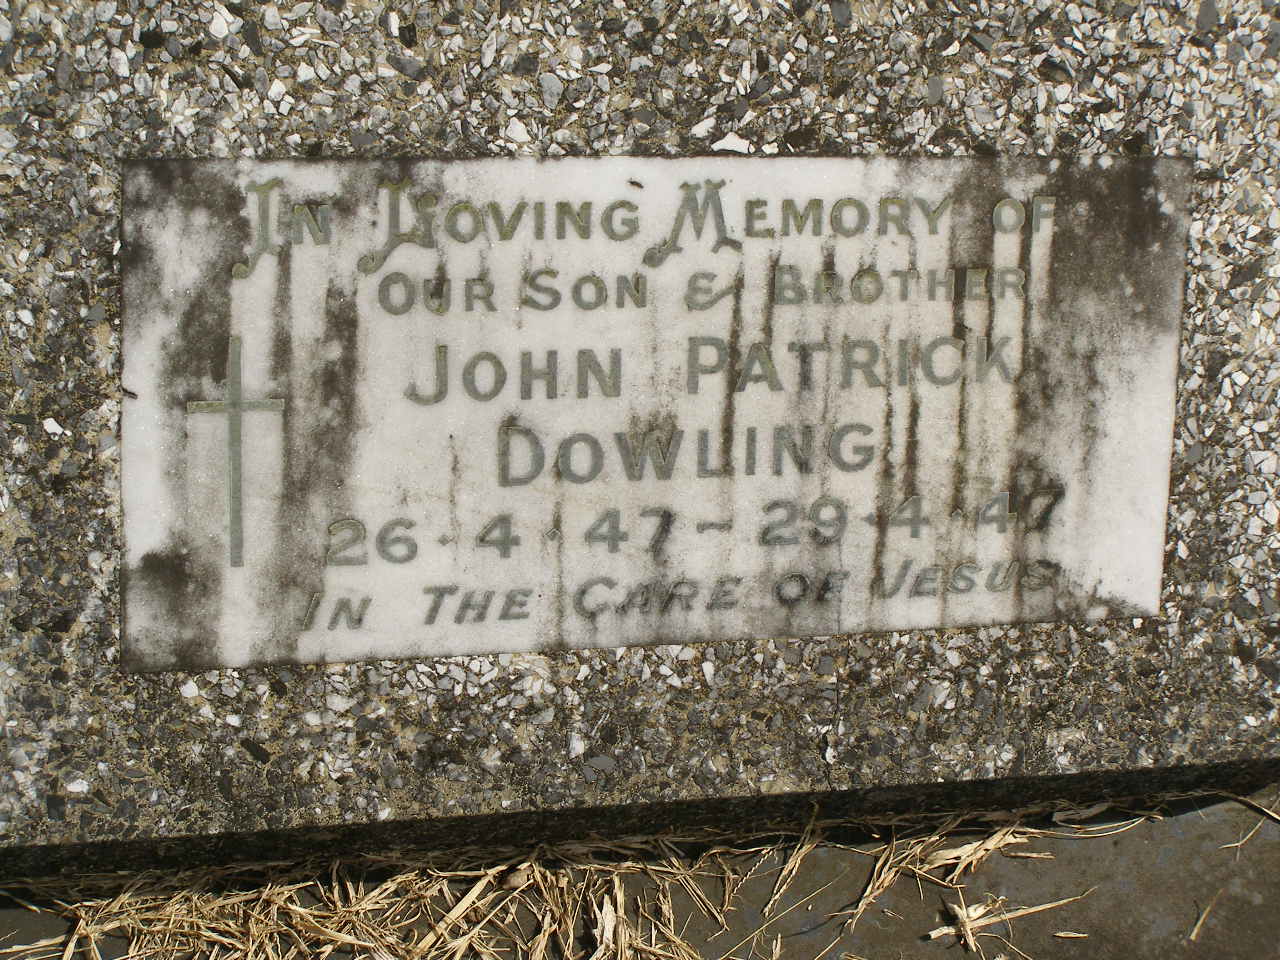 In Loving Memory of
Our Son & Brother
John Patrick
Dowling
26·4·47 – 29·4·47
In The Care of Jesus